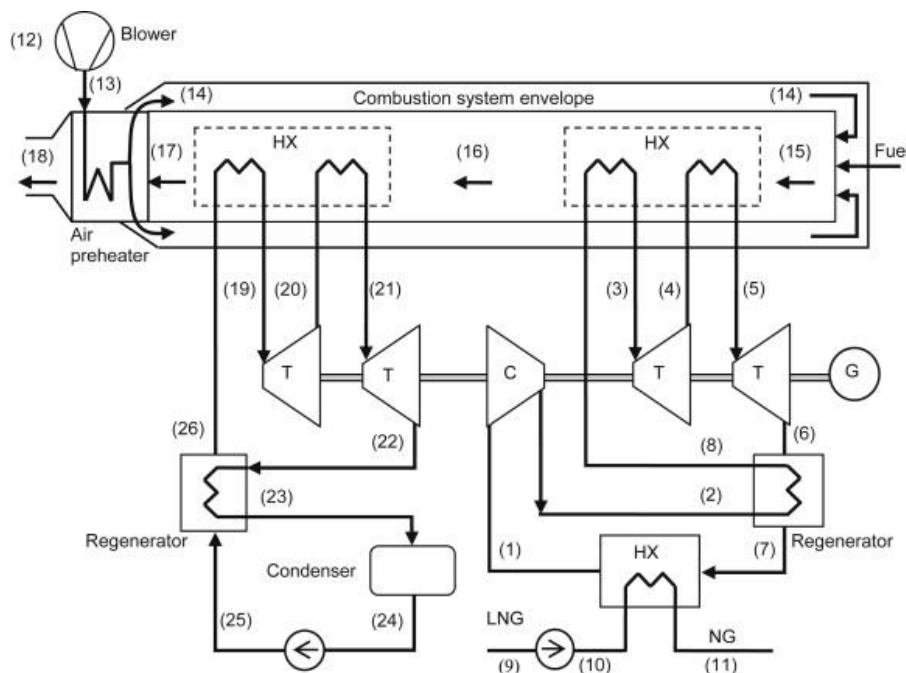 (12) Blower
(13)
(14) Combustion system envelope (14)
(18) (17) HX (16) HX (15) Fue
Air
preheater
(19) (20) (21) (3) (4) (5)
T T C T T G
(26) (22) (8) (6)
(23) (2)
Regenerator (1) (7) Regenerator
Condenser HX
(25) (24) LNG NG
(9) (10) (11)